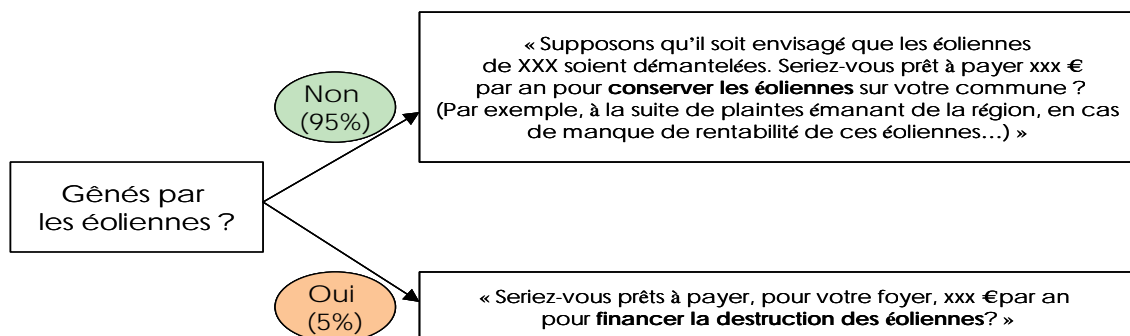 Gênés par
les éoliennes ?
Non
(95%)
« Supposons qu'il soit envisagé que les éoliennes
de XXX soient démantelées. Seriez-vous prêt à payer xxx €
par an pour conserver les éoliennes sur votre commune ?
(Par exemple, à la suite de plaintes émanant de la région, en cas
de manque de rentabilité de ces éoliennes...) »
Oui
(5%)
« Seriez-vous prêts à payer, pour votre foyer, xxx €par an
pour financer la destruction des éoliennes? »